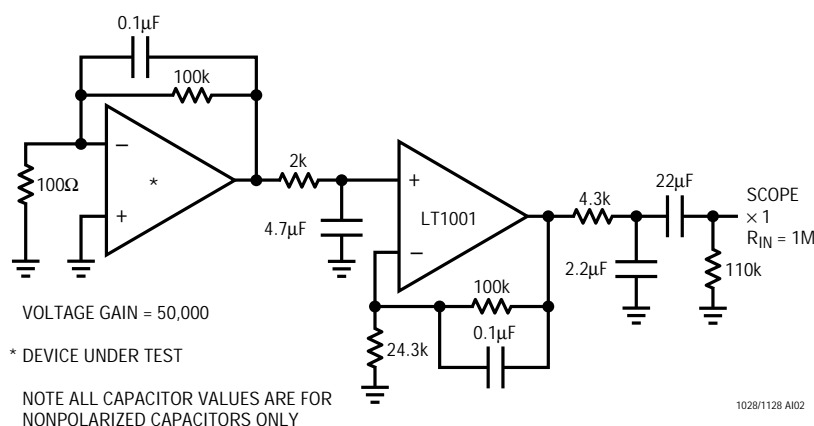 0.1µF
100k
100Ω
–
+
*
2k
4.7µF
+
–
LT1001
4.3k
22µF
SCOPE
× 1
R_IN = 1M
2.2µF
110k
100k
0.1µF
24.3k
VOLTAGE GAIN = 50,000
* DEVICE UNDER TEST
NOTE ALL CAPACITOR VALUES ARE FOR
NONPOLARIZED CAPACITORS ONLY
1028/1128 AI02